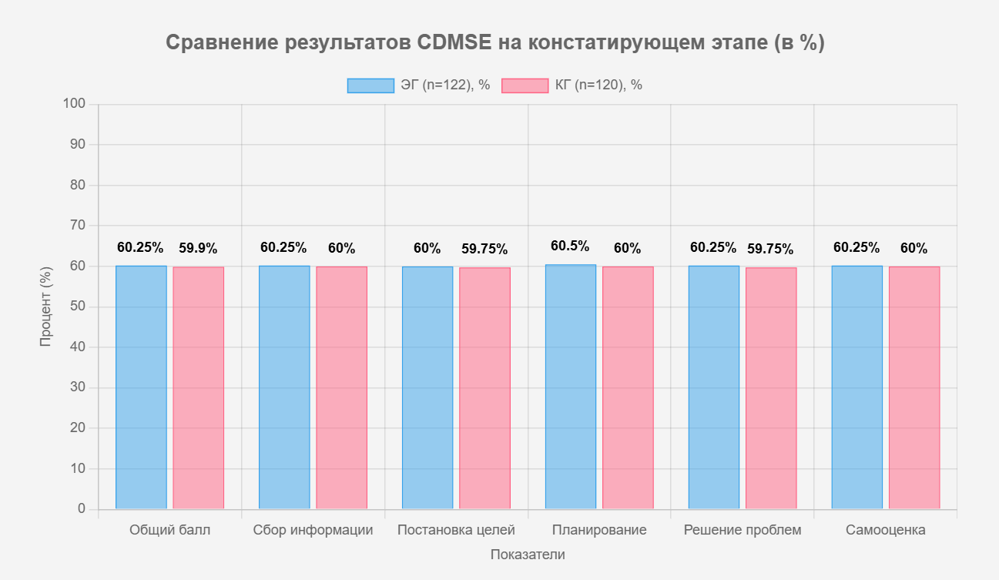 Сравнение результатов CDMSE на констатирующем этапе (в %)
ЭГ (n=122), % КГ (n=120), %
100
90
80
70
60
50
40
30
20
10
0
Процент (%)
60.25% 59.9% 60.25% 60% 60% 59.75% 60.5% 60% 60.25% 59.75% 60.25% 60%
Общий балл Сбор информации Постановка целей Планирование Решение проблем Самооценка
Показатели